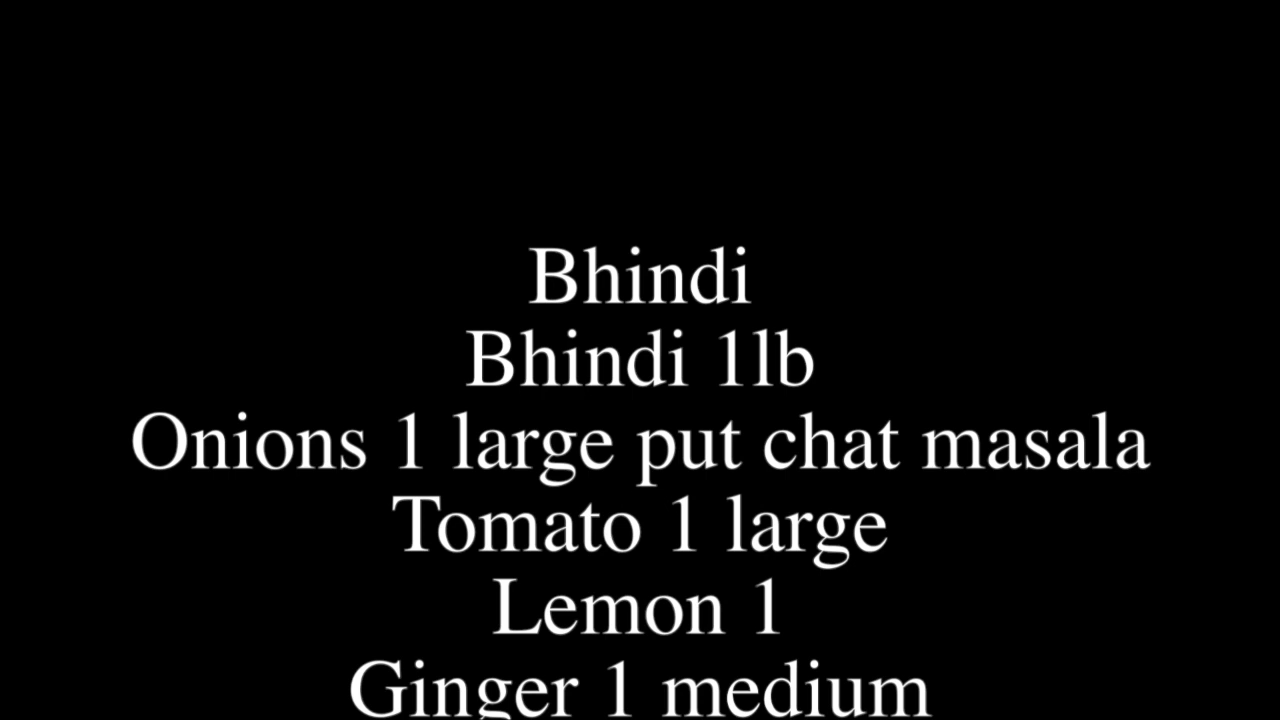 Bhindi
Bhindi 1lb
Onions 1 large put chat masala
Tomato 1 large
Lemon 1
Ginger 1 medium